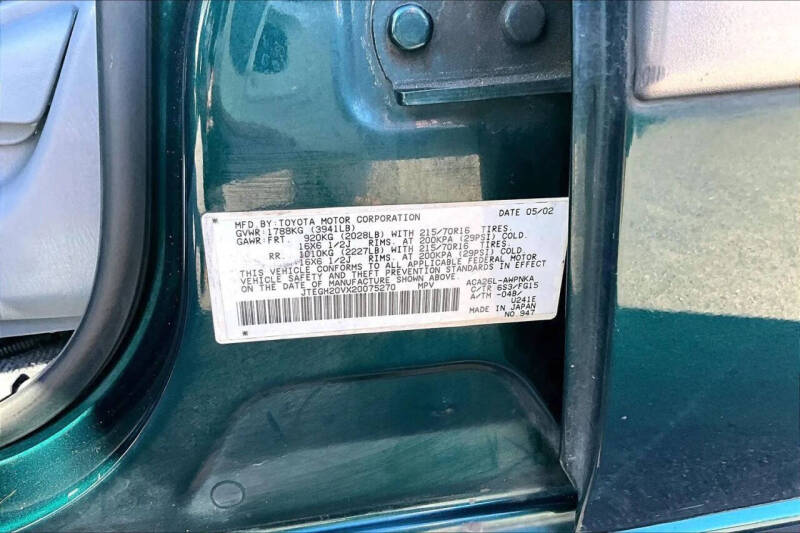 MFD BY:TOYOTA MOTOR CORPORATION DATE 05/02
GVWR:1788KG (3941LB)
GAWR:FRT 920KG (2028LB) WITH 215/70R16 TIRES.
16X6 1/2J RIMS. AT 200KPA (29PSI) COLD.
RR 1010KG (2227LB) WITH 215/70R16 TIRES.
16X6 1/2J RIMS. AT 200KPA (29PSI) COLD.
THIS VEHICLE CONFORMS TO ALL APPLICABLE FEDERAL MOTOR
VEHICLE SAFETY AND THEFT PREVENTION STANDARDS IN EFFECT
ON THE DATE OF MANUFACTURE SHOWN ABOVE.
JTEGH20VX20075270 MPV ACA26L-AWPNKA
C/TR 6S3/FG15
A/TM -04B/
U241E
MADE IN JAPAN
NO.947